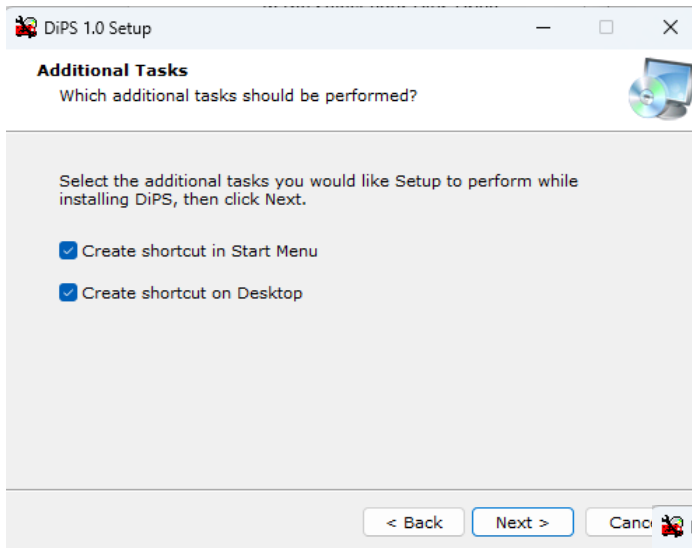 DiPS 1.0 Setup
Additional Tasks
Which additional tasks should be performed?
Select the additional tasks you would like Setup to perform while
installing DiPS, then click Next.
Create shortcut in Start Menu
Create shortcut on Desktop
< Back
Next >